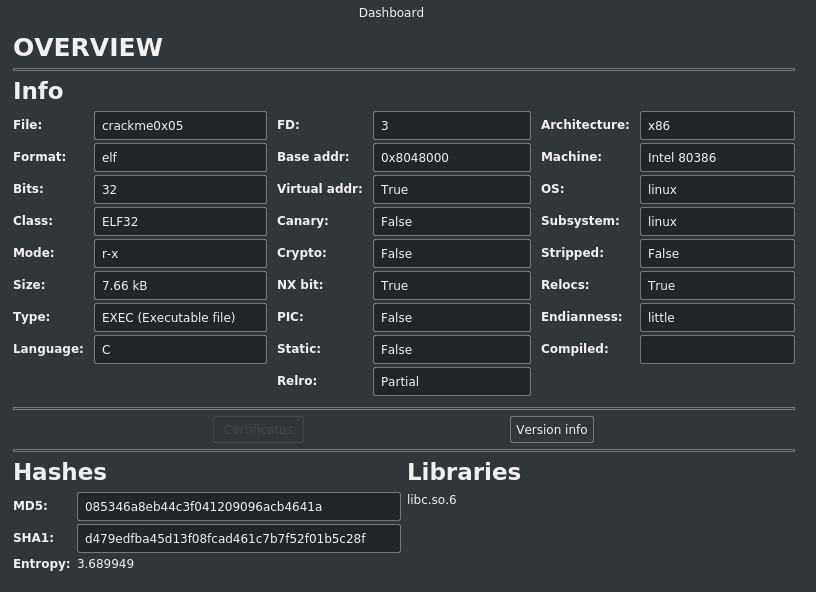 Dashboard
OVERVIEW
Info
File: crackme0x05 FD: 3 Architecture: x86
Format: elf Base addr: 0x8048000 Machine: Intel 80386
Bits: 32 Virtual addr: True OS: linux
Class: ELF32 Canary: False Subsystem: linux
Mode: r-x Crypto: False Stripped: False
Size: 7.66 kB NX bit: True Relocs: True
Type: EXEC (Executable file) PIC: False Endianness: little
Language: C Static: False Compiled:
Relro: Partial
Certificates Version info
Hashes Libraries
MD5: 085346a8eb44c3f041209096acb4641a libc.so.6
SHA1: d479edfba45d13f08fcad461c7b7f52f01b5c28f
Entropy: 3.689949